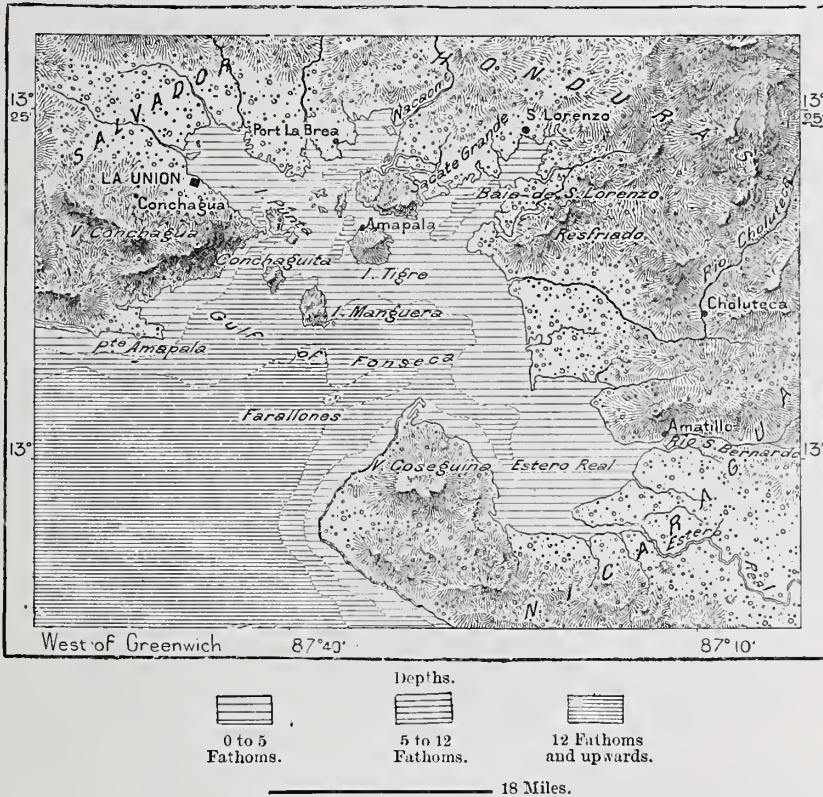 HONDURAS
SALVADOR
13°
25'
13°
25'
Nacaome
Port La Brea
S. Lorenzo
Sacate Grande
LA UNION
Baie de S. Lorenzo
Conchagua
I. Punta
Rio Choluteca
V. Conchagua
Amapala
Resfriado
Conchaguita
I. Tigre
I. Manguera
Choluteca
Gulf of Fonseca
Pte Amapala
Farallones
Amatillo
13°
Rio S. Bernardo
13°
V. Coseguina
Estero Real
NICARAGUA
Estero Real
West of Greenwich
87°40'
87°10'
Depths.
0 to 5
Fathoms.
5 to 12
Fathoms.
12 Fathoms
and upwards.
18 Miles.